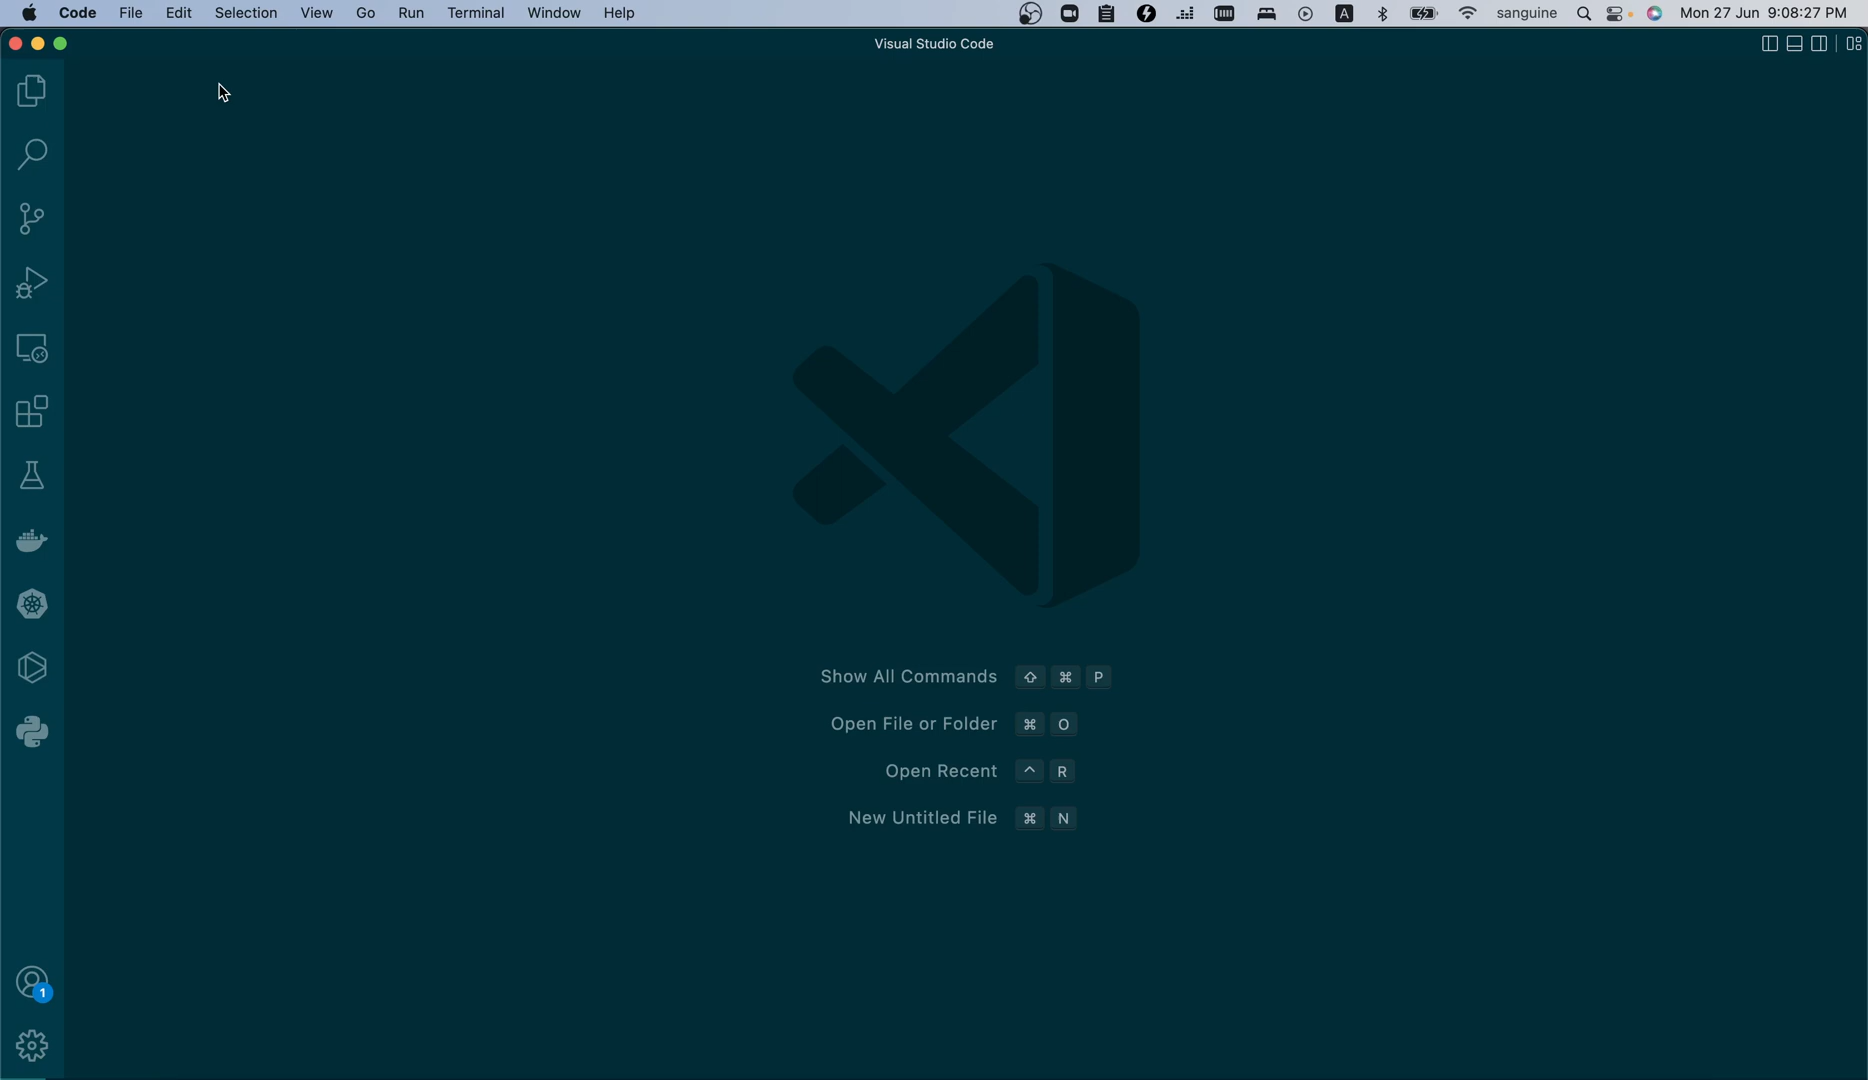 Code File Edit Selection View Go Run Terminal Window Help A sanguine Mon 27 Jun 9:08:27 PM
Visual Studio Code
Show All Commands ⇧ ⌘ P
Open File or Folder ⌘ O
Open Recent ^ R
New Untitled File ⌘ N
1